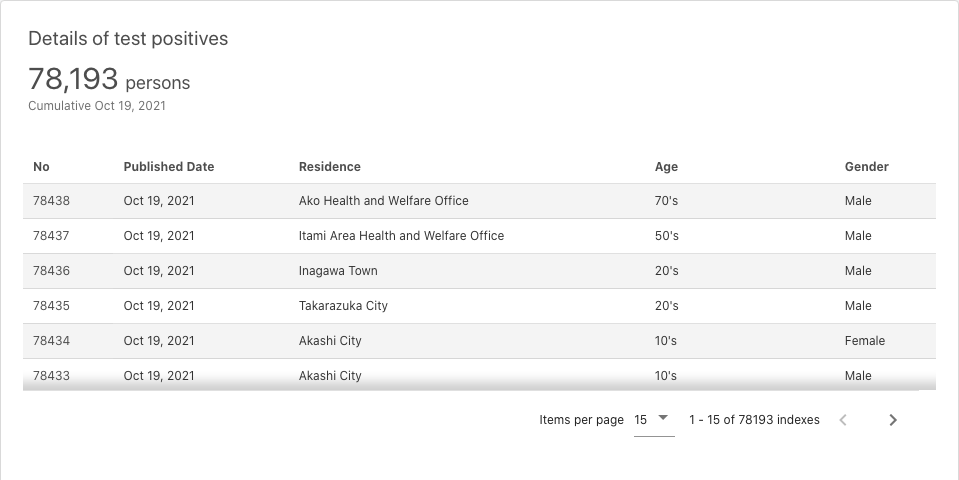 Details of test positives
78,193 persons
Cumulative Oct 19, 2021
No Published Date Residence Age Gender
78438 Oct 19, 2021 Ako Health and Welfare Office 70's Male
78437 Oct 19, 2021 Itami Area Health and Welfare Office 50's Male
78436 Oct 19, 2021 Inagawa Town 20's Male
78435 Oct 19, 2021 Takarazuka City 20's Male
78434 Oct 19, 2021 Akashi City 10's Female
78433 Oct 19, 2021 Akashi City 10's Male
Items per page 15 1 - 15 of 78193 indexes